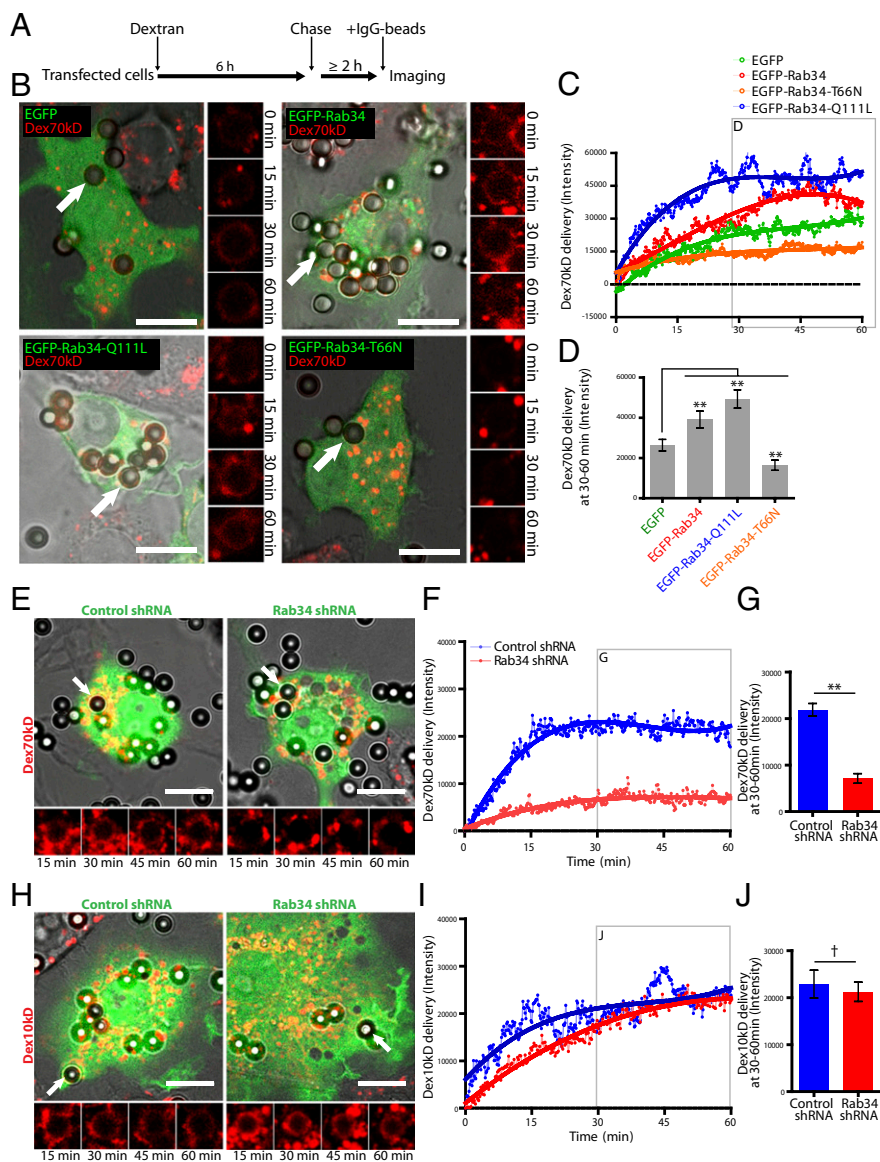 A
Dextran
Chase
+IgG-beads
Transfected cells
6 h
≥ 2 h
Imaging
B
EGFP
Dex70kD
0 min
15 min
30 min
60 min
EGFP-Rab34
Dex70kD
0 min
15 min
30 min
60 min
EGFP-Rab34-Q111L
Dex70kD
0 min
15 min
30 min
60 min
EGFP-Rab34-T66N
Dex70kD
0 min
15 min
30 min
60 min
C
EGFP
EGFP-Rab34
EGFP-Rab34-T66N
EGFP-Rab34-Q111L
D
Dex70kD delivery (Intensity)
60000
45000
30000
15000
0
-15000
0 15 30 45 60
D
Dex70kD delivery
at 30-60 min (Intensity)
60000
40000
20000
0
**
**
**
EGFP
EGFP-Rab34
EGFP-Rab34-Q111L
EGFP-Rab34-T66N
E
Control shRNA
Rab34 shRNA
Dex70kD
15 min 30 min 45 min 60 min
15 min 30 min 45 min 60 min
F
Control shRNA
Rab34 shRNA
G
Dex70kD delivery (Intensity)
40000
30000
20000
10000
0
0 15 30 45 60
Time (min)
G
Dex70kD delivery
at 30-60min (Intensity)
30000
20000
10000
0
**
Control
shRNA
Rab34
shRNA
H
Control shRNA
Rab34 shRNA
Dex10kD
15 min 30 min 45 min 60 min
15 min 30 min 45 min 60 min
I
J
Dex10kD delivery (Intensity)
40000
30000
20000
10000
0
0 15 30 45 60
Time (min)
J
Dex10kD delivery
at 30-60min (Intensity)
30000
20000
10000
0
†
Control
shRNA
Rab34
shRNA